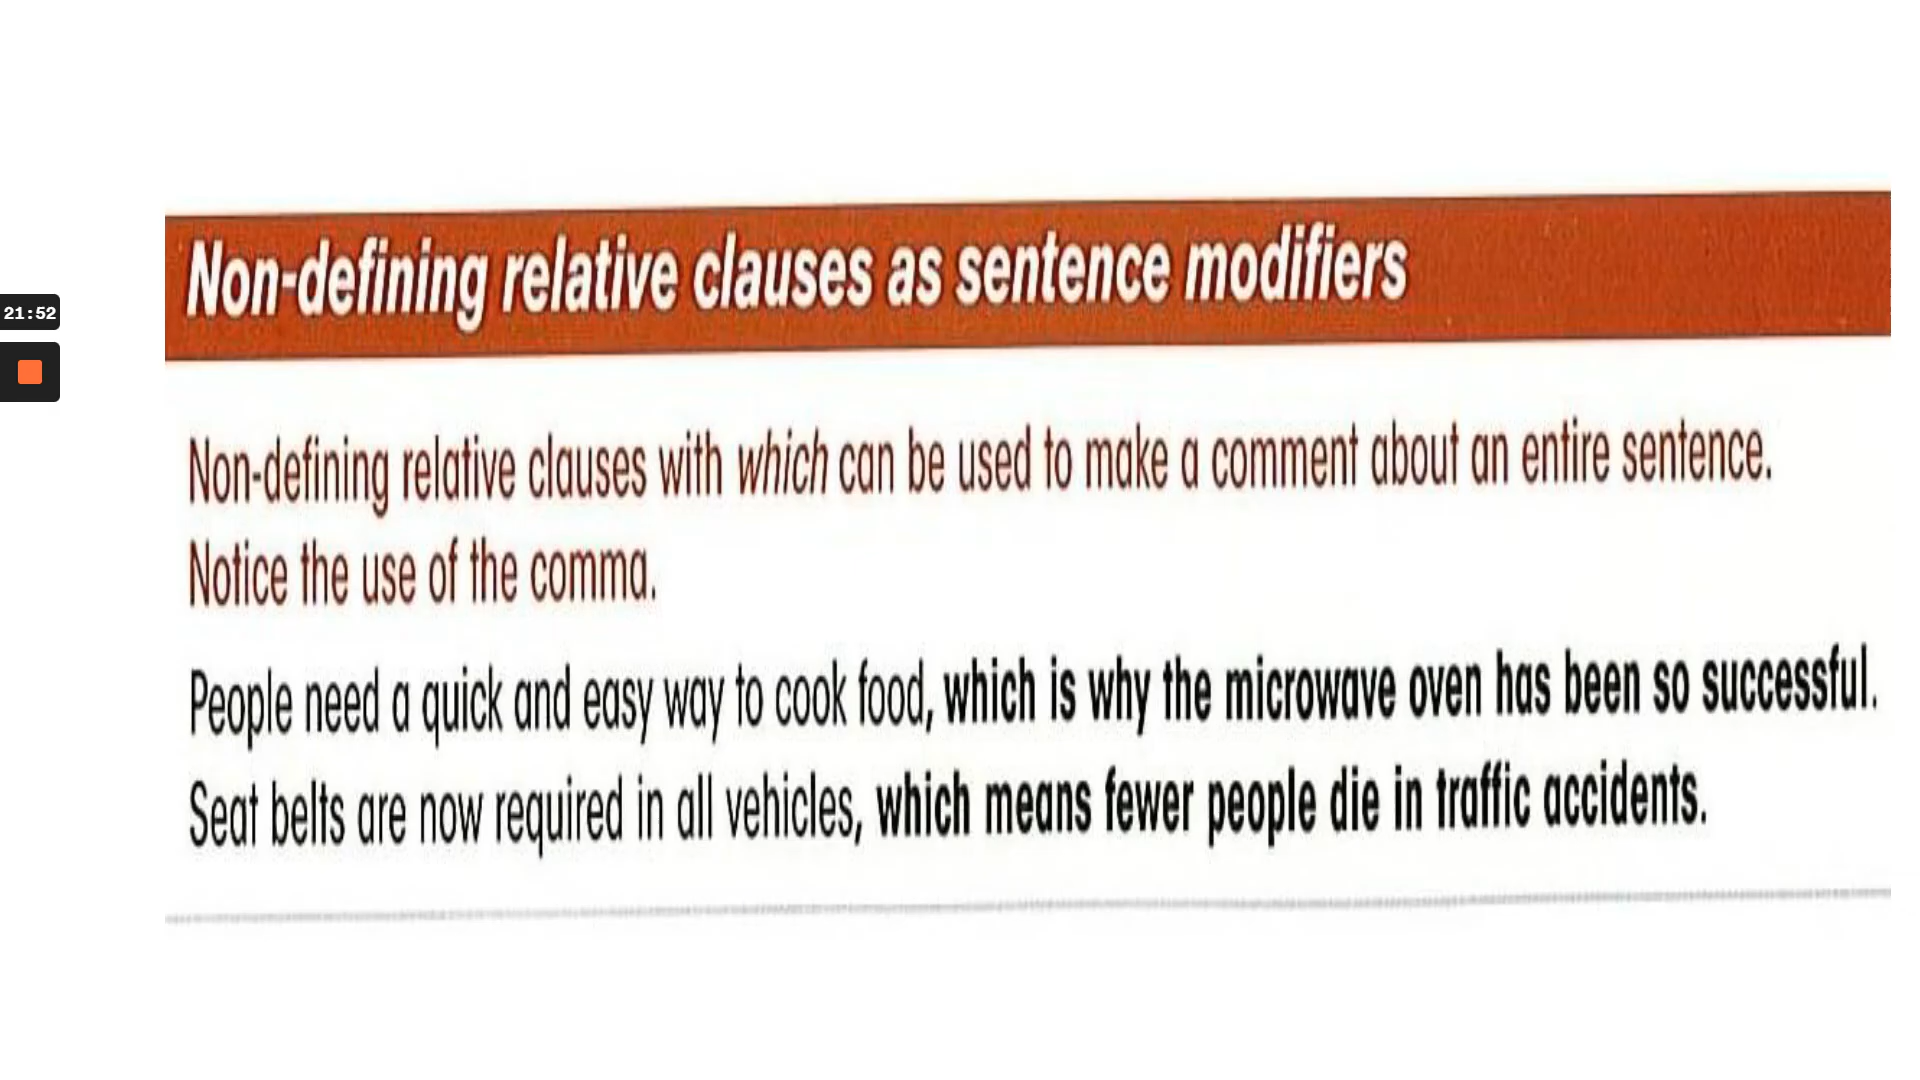 Non-defining relative clauses as sentence modifiers
21:52
Non-defining relative clauses with which can be used to make a comment about an entire sentence.
Notice the use of the comma.
People need a quick and easy way to cook food, which is why the microwave oven has been so successful.
Seat belts are now required in all vehicles, which means fewer people die in traffic accidents.